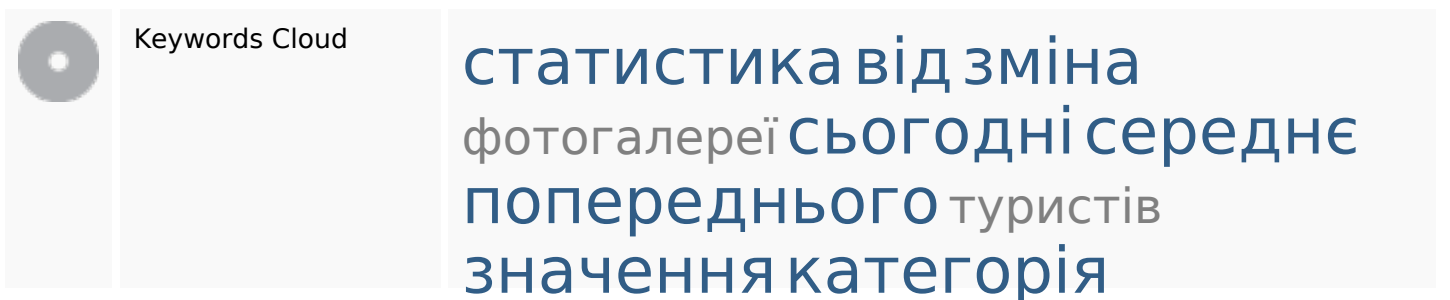 Keywords Cloud
статистика від зміна
фотогалереї сьогодні середнє
попереднього туристів
значення категорія